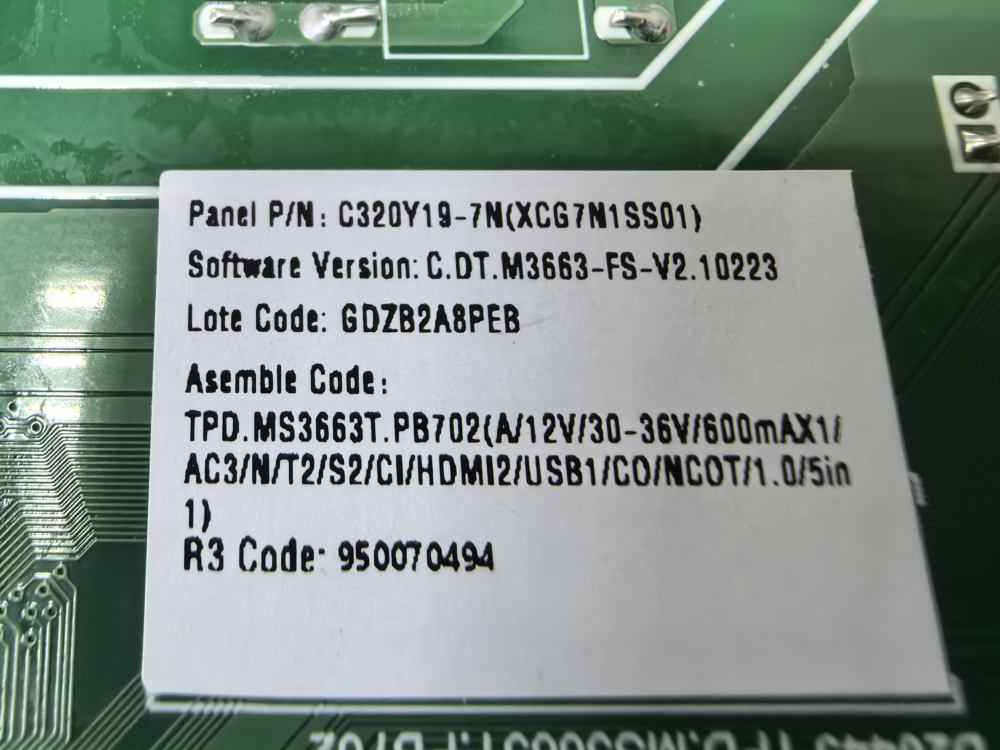 Panel P/N: C320Y19-7N(XCG7N1SS01)
Software Version: C.DT.M3663-FS-V2.10223
Lote Code: GDZB2A8PEB
Asemble Code:
TPD.MS3663T.PB702(A/12V/30-36V/600mAX1/
AC3/N/T2/S2/CI/HDMI2/USB1/CO/NCOT/1.0/5in
1)
R3 Code: 950070494